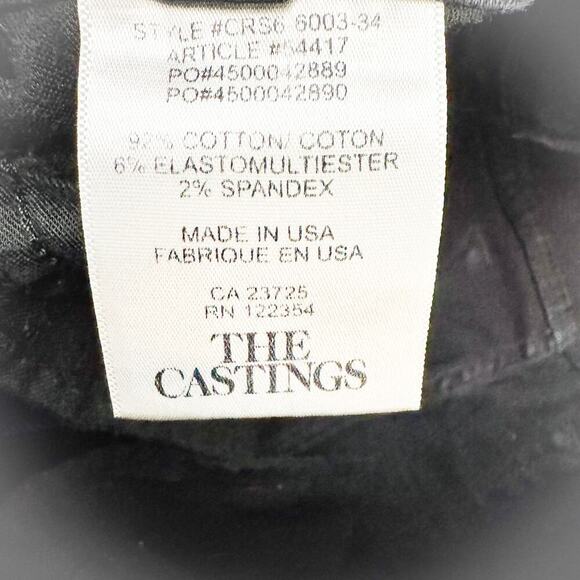 STYLE #CRS6 6003-34
ARTICLE #54417
PO#4500042889
PO#4500042890
92% COTTON/ COTON
6% ELASTOMULTIESTER
2% SPANDEX
MADE IN USA
FABRIQUE EN USA
CA 23725
RN 122354
THE
CASTINGS